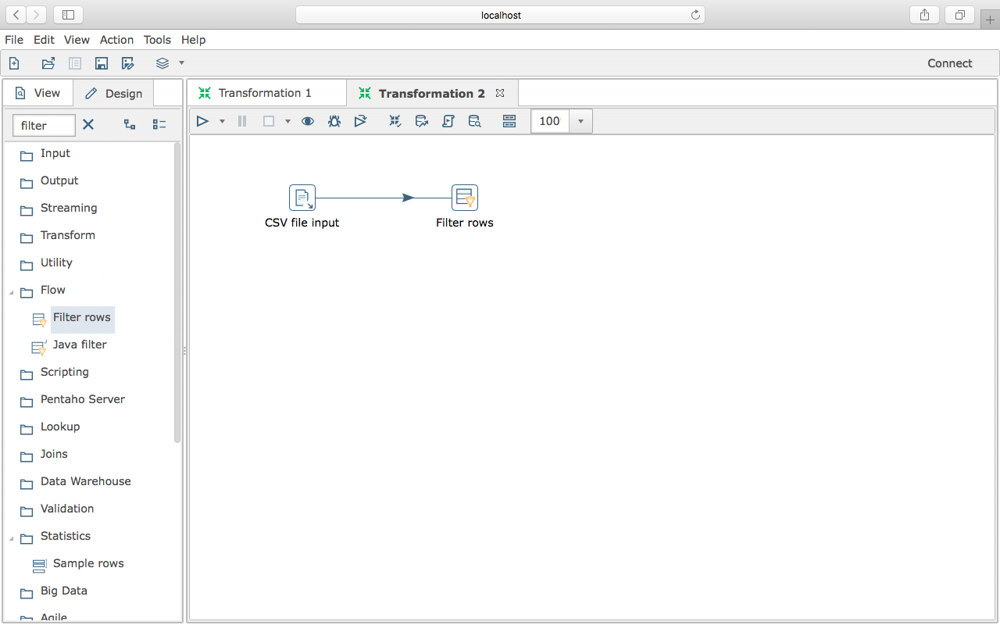 localhost
File Edit View Action Tools Help
Connect
View Design
Transformation 1 Transformation 2
filter
100
Input
Output
Streaming
Transform
Utility
Flow
Filter rows
Java filter
Scripting
Pentaho Server
Lookup
Joins
Data Warehouse
Validation
Statistics
Sample rows
Big Data
Agile
CSV file input Filter rows